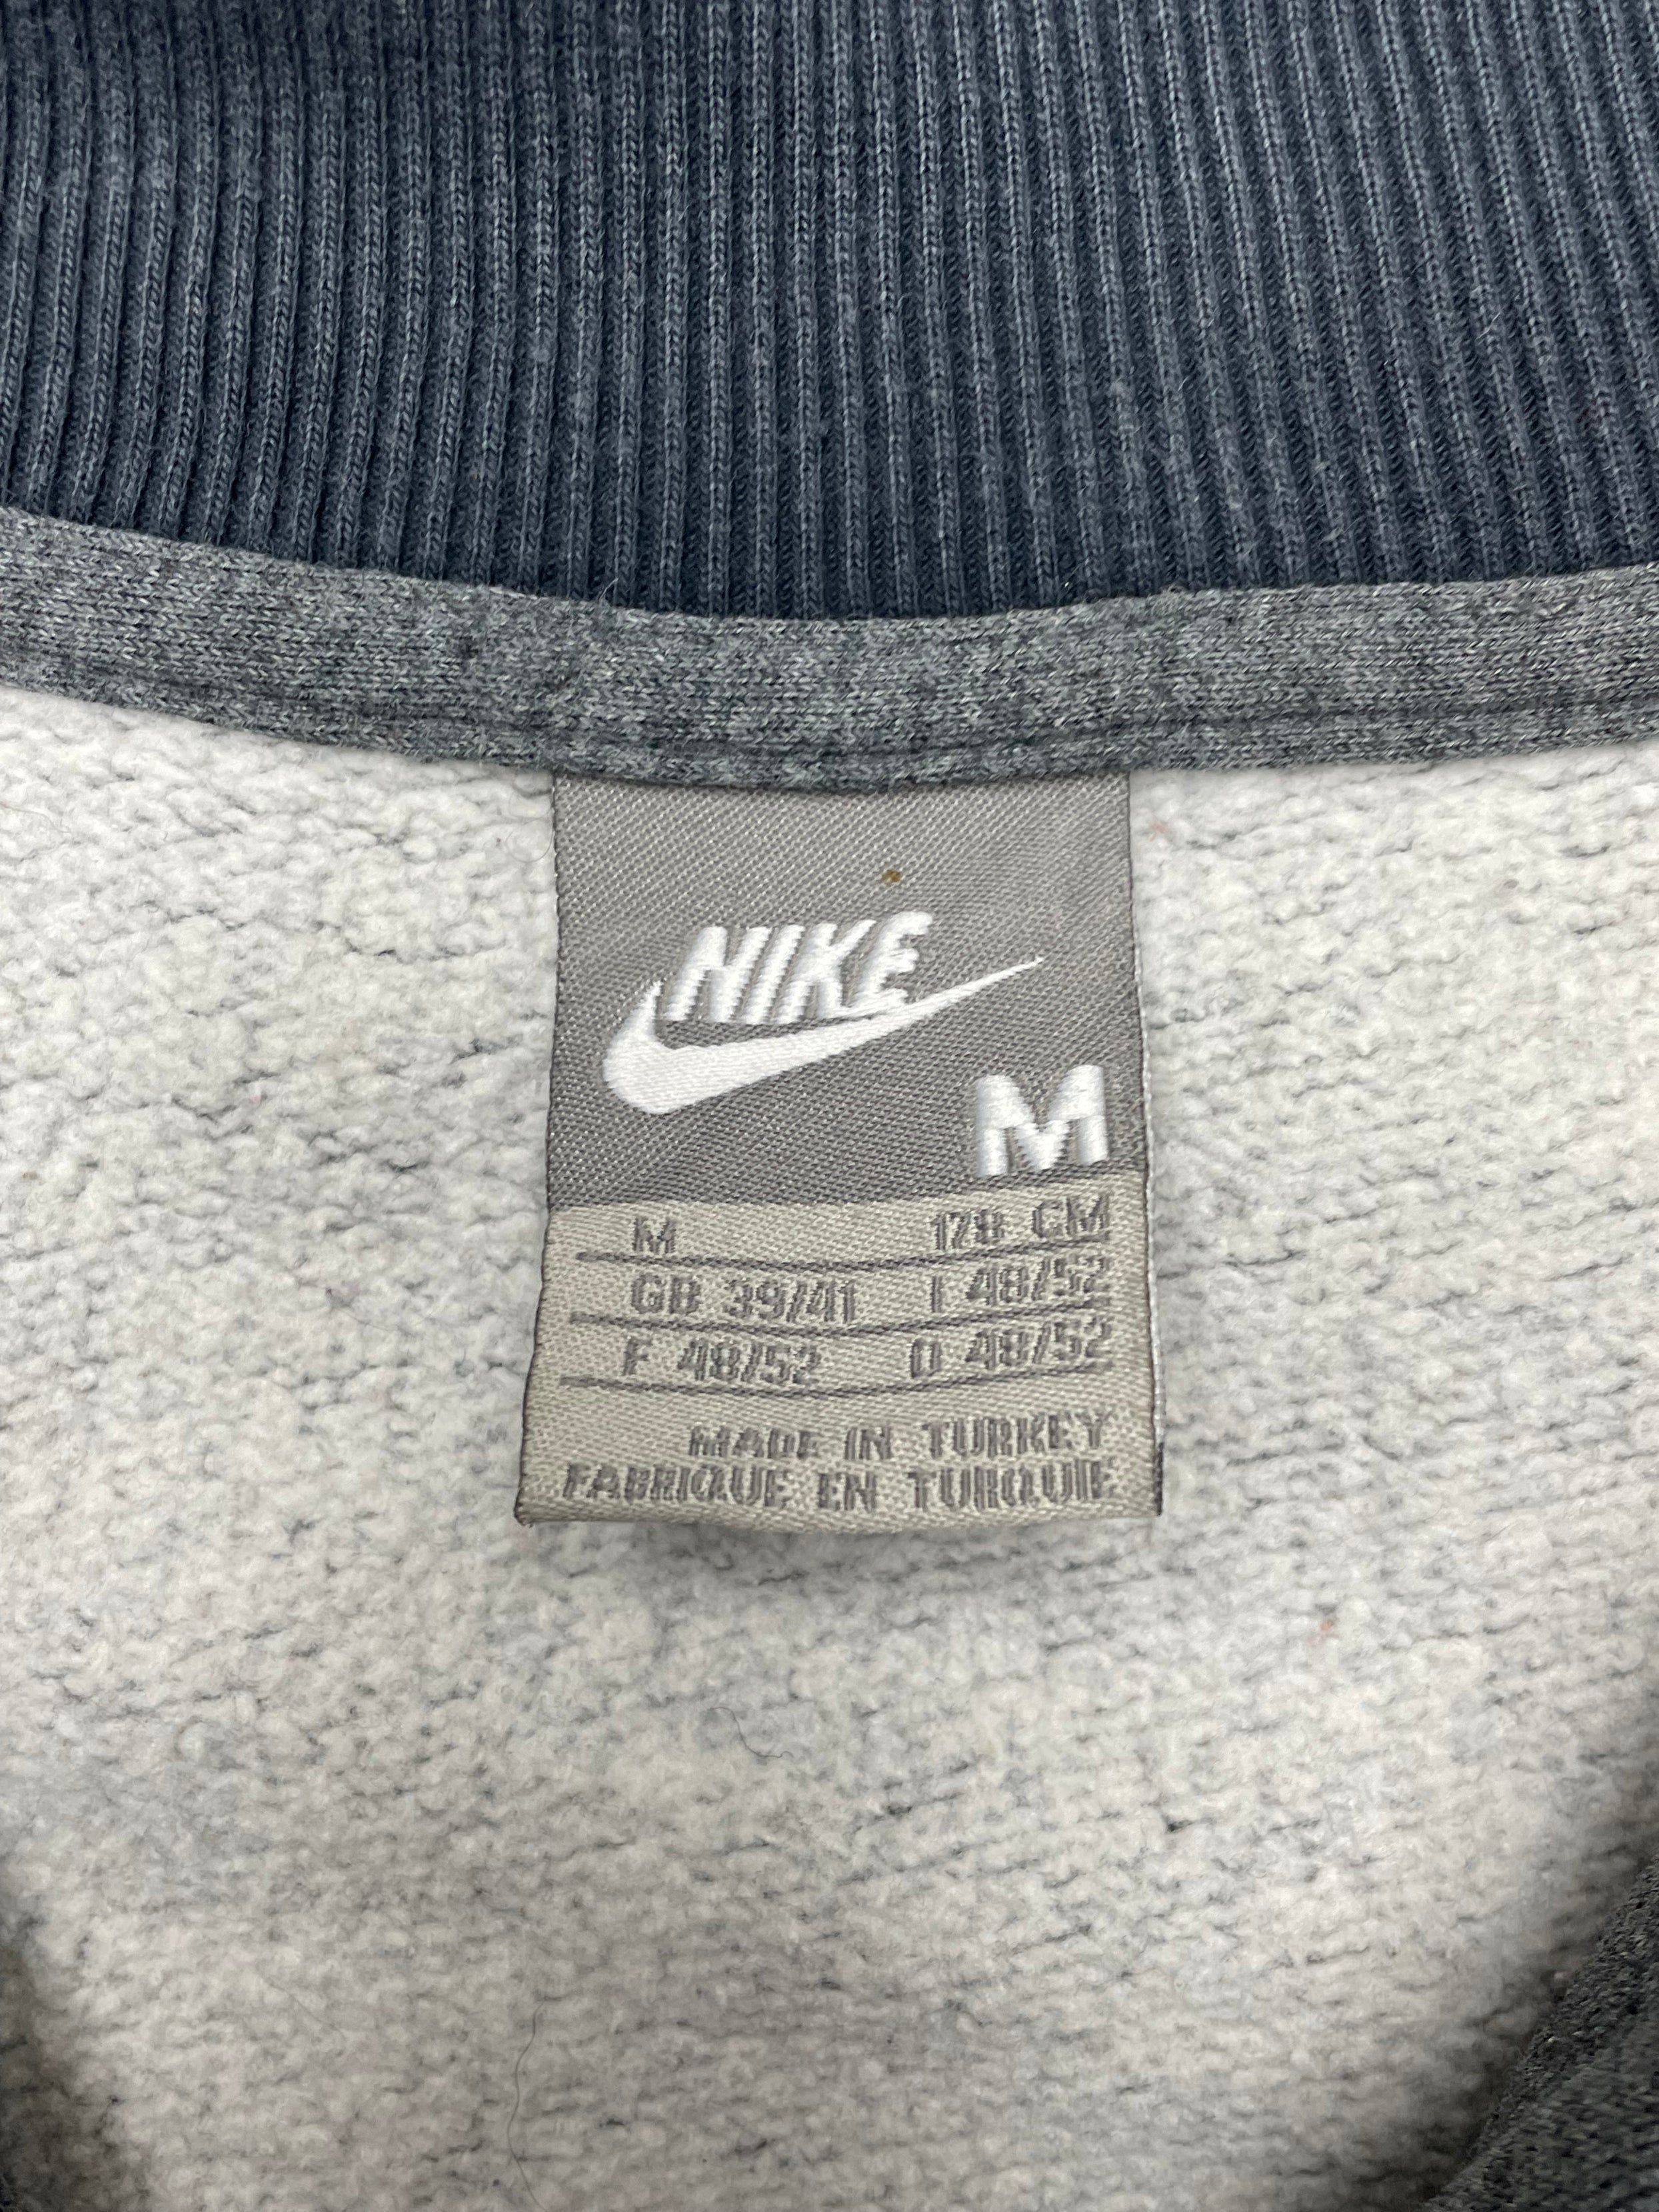 NIKE
M
M 178 CM
GB 39/41 I 48/52
F 48/52 D 48/52
MADE IN TURKEY
FABRIQUE EN TURQUIE